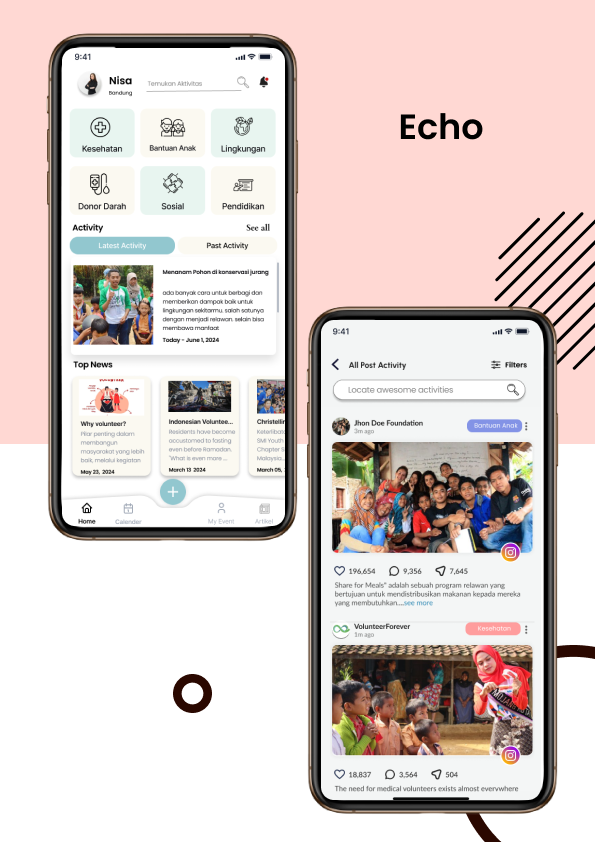 9:41
Nisa
Bandung
Temukan Aktivitas
Kesehatan
Bantuan Anak
Lingkungan
Donor Darah
Sosial
Pendidikan
Activity
See all
Latest Activity
Past Activity
Menanam Pohon di konservasi jurang
ada banyak cara untuk berbagi dan
memberikan dampak baik untuk
lingkungan sekitarmu, salah satunya
dengan menjadi relawan. selain bisa
membawa manfaat
Today - June 1, 2024
Top News
Why volunteer?
Pilar penting dalam
membangun
masyarakat yang lebih
baik, melalui kegiatan
May 23, 2024
Indonesian Voluntee...
Residents have become
accustomed to fasting
even before Ramadan.
'What is even more ...
March 13 2024
Christelin
Keterlibat
SMI Youth
Chapter S
Malaysia...
March 05,
Home
Calender
My Event
Artikel
Echo
9:41
All Post Activity
Filters
Locate awesome activities
Jhon Doe Foundation
3m ago
Bantuan Anak
196,654
9,356
7,645
Share for Meals" adalah sebuah program relawan yang
bertujuan untuk mendistribusikan makanan kepada mereka
yang membutuhkan....see more
VolunteerForever
1m ago
Kesehatan
18,837
3,564
504
The need for medical volunteers exists almost everywhere